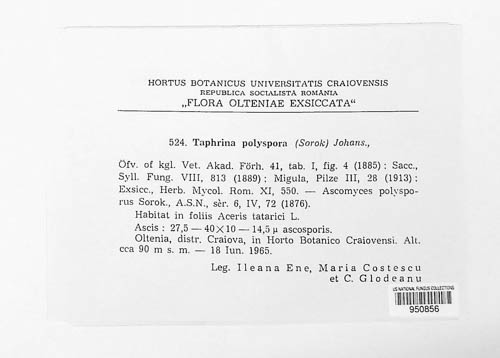 HORTUS BOTANICUS UNIVERSITATIS CRAIOVENSIS
REPUBLICA SOCIALISTĂ ROMÂNIA
„FLORA OLTENIAE EXSICCATA“
524. Taphrina polyspora (Sorok) Johans.,
Öfv. of kgl. Vet. Akad. Förh. 41, tab. I, fig. 4 (1885) ; Sacc.,
Syll. Fung. VIII, 813 (1889) ; Migula, Pilze III, 28 (1913) ;
Exsicc., Herb. Mycol. Rom. XI, 550. — Ascomyces polyspo-
rus Sorok., A.S.N., sèr. 6, IV, 72 (1876).
Habitat in foliis Aceris tatarici L.
Ascis : 27,5 — 40×10 — 14,5 µ ascosporis.
Oltenia, distr. Craiova, in Horto Botanico Craiovensi. Alt.
cca 90 m s. m. — 18 Iun. 1965.
Leg. Ileana Ene, Maria Costescu
et C. Glodeanu
US NATIONAL FUNGUS COLLECTIONS
950856